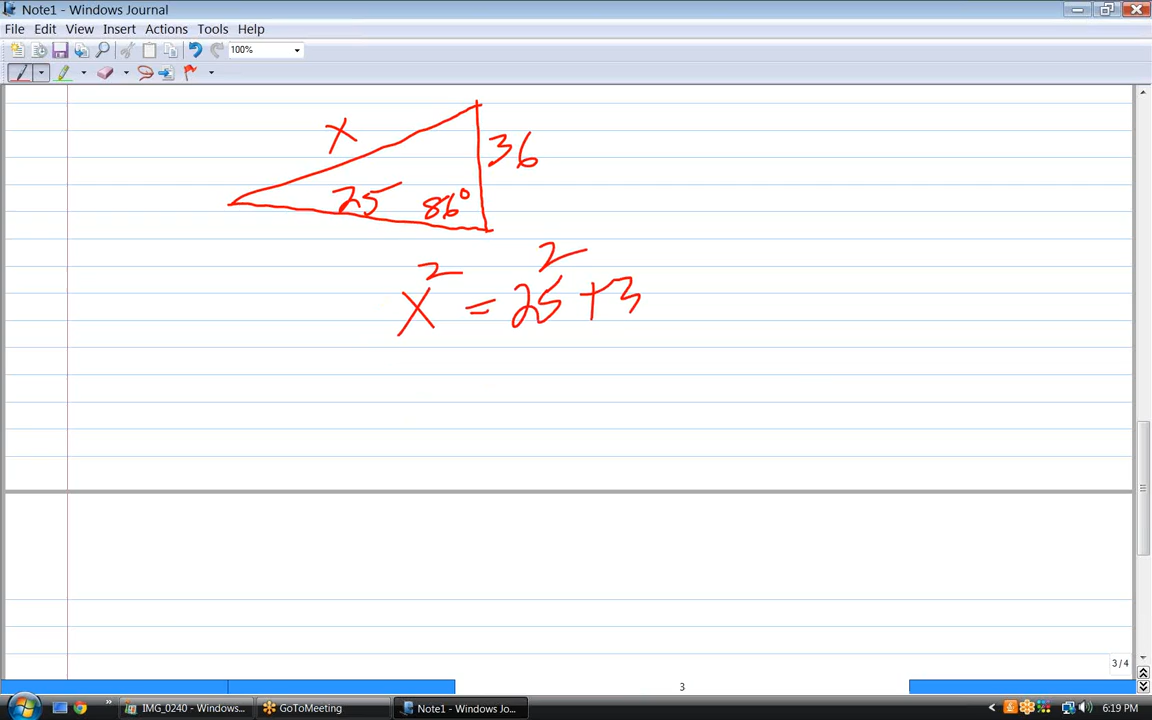 Note1 - Windows Journal
File Edit View Insert Actions Tools Help
100%
x
36
25 86°
x² = 25² + 3
3 / 4
3
IMG_0240 - Windows... GoToMeeting Note1 - Windows Jo... 6:19 PM